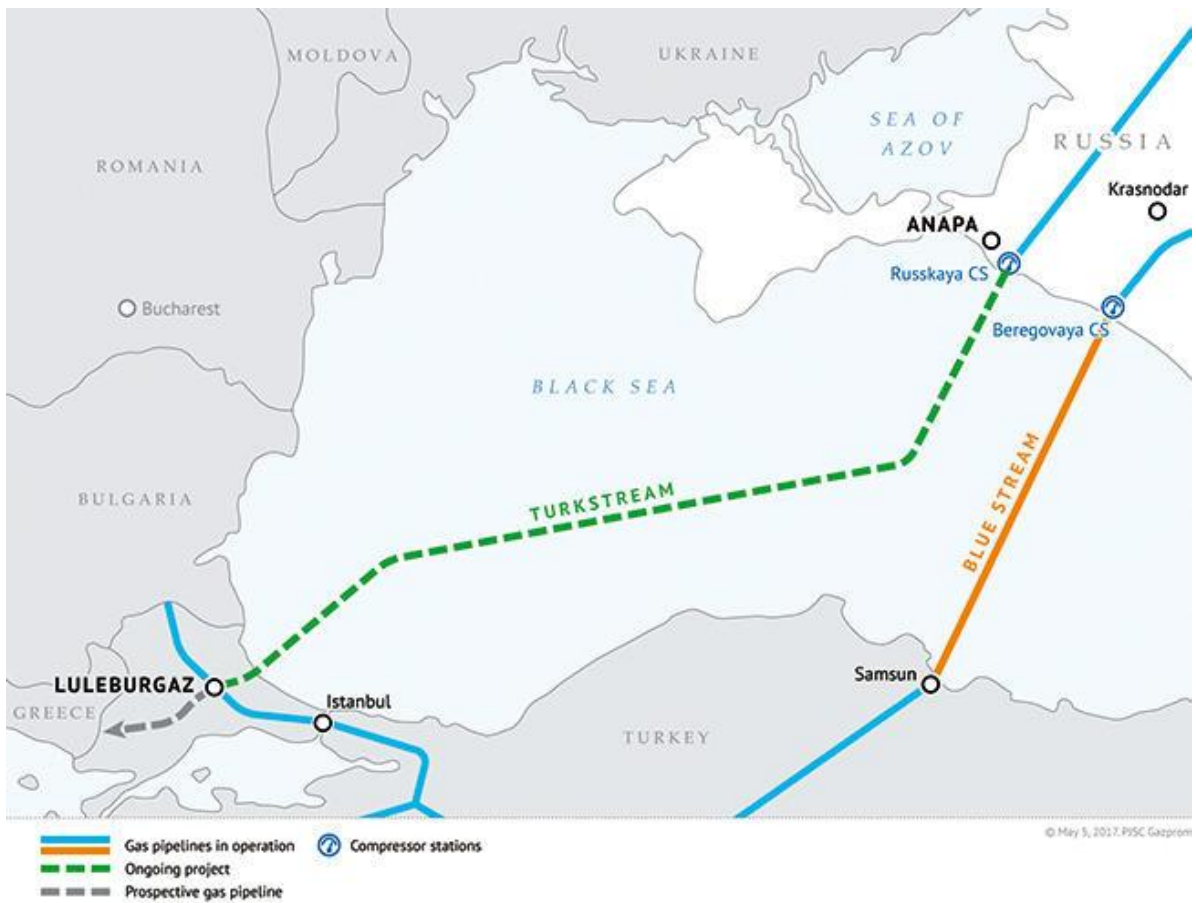 MOLDOVA
UKRAINE
SEA OF
AZOV
RUSSIA
ROMANIA
Krasnodar
ANAPA
Russkaya CS
Bucharest
Beregovaya CS
BLACK SEA
BLUE STREAM
TURKSTREAM
BULGARIA
Samsun
LULEBURGAZ
Istanbul
GREECE
TURKEY
© May 5, 2017. PJSC Gazprom
Gas pipelines in operation
Compressor stations
Ongoing project
Prospective gas pipeline